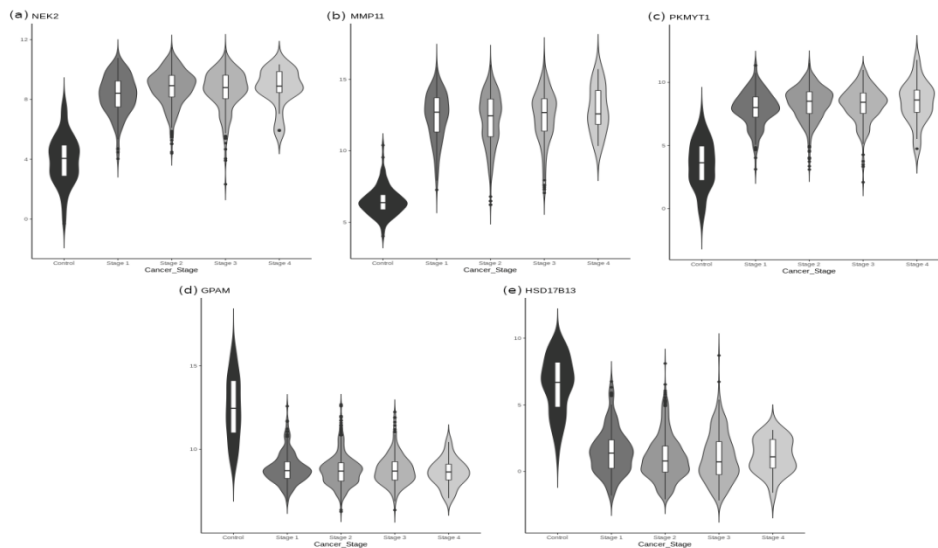 (a) NEK2
12
8
4
0
Control Stage 1 Stage 2 Stage 3 Stage 4
Cancer_Stage
(b) MMP11
15
10
5
Control Stage 1 Stage 2 Stage 3 Stage 4
Cancer_Stage
(c) PKMYT1
10
5
0
Control Stage 1 Stage 2 Stage 3 Stage 4
Cancer_Stage
(d) GPAM
15
10
Control Stage 1 Stage 2 Stage 3 Stage 4
Cancer_Stage
(e) HSD17B13
10
5
0
Control Stage 1 Stage 2 Stage 3 Stage 4
Cancer_Stage